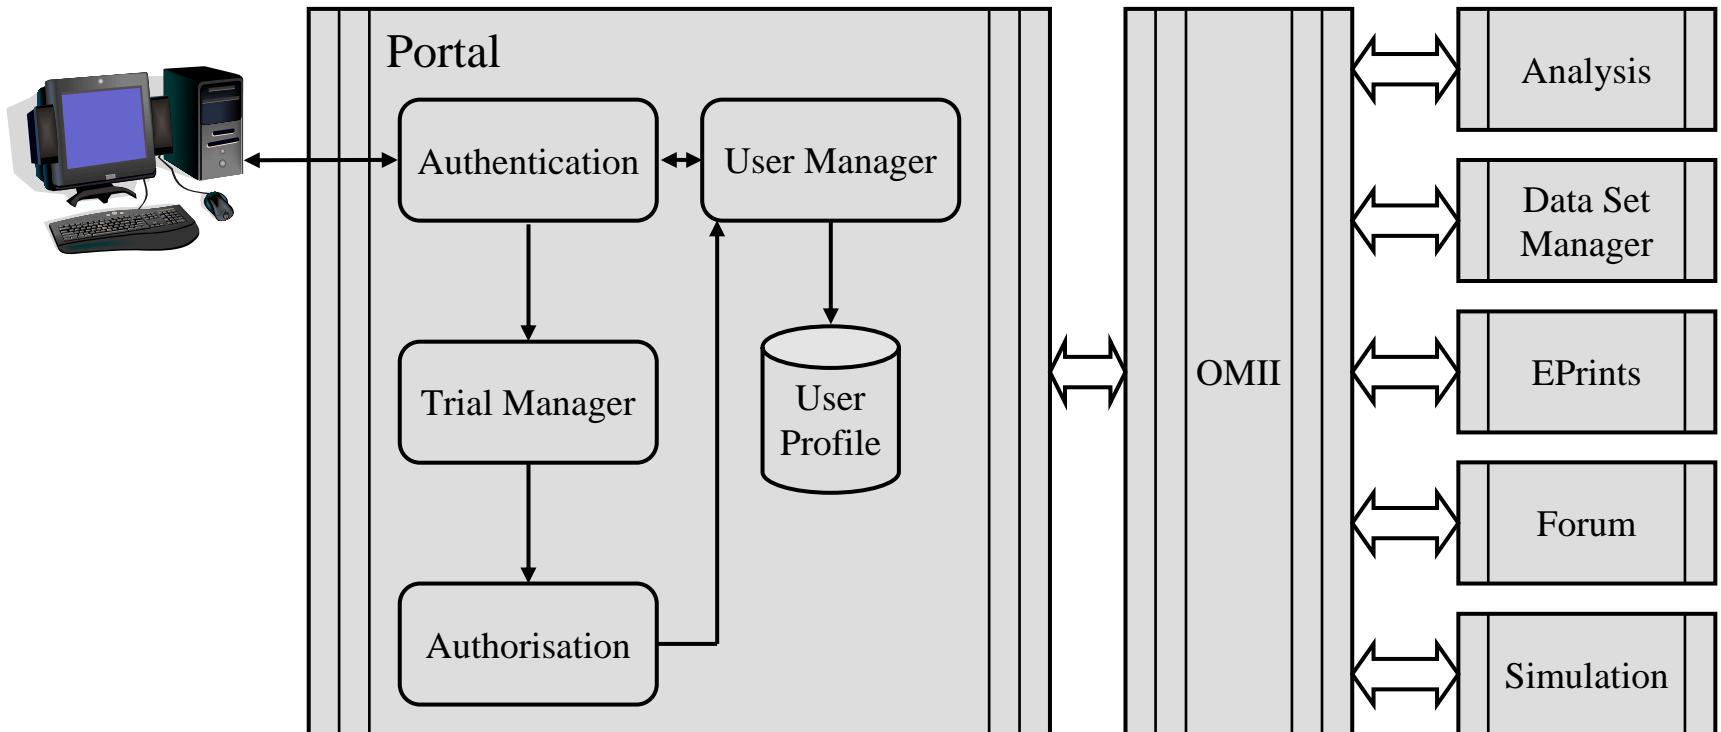 Portal
Authentication
User Manager
Trial Manager
User
Profile
Authorisation
OMII
Analysis
Data Set
Manager
EPrints
Forum
Simulation